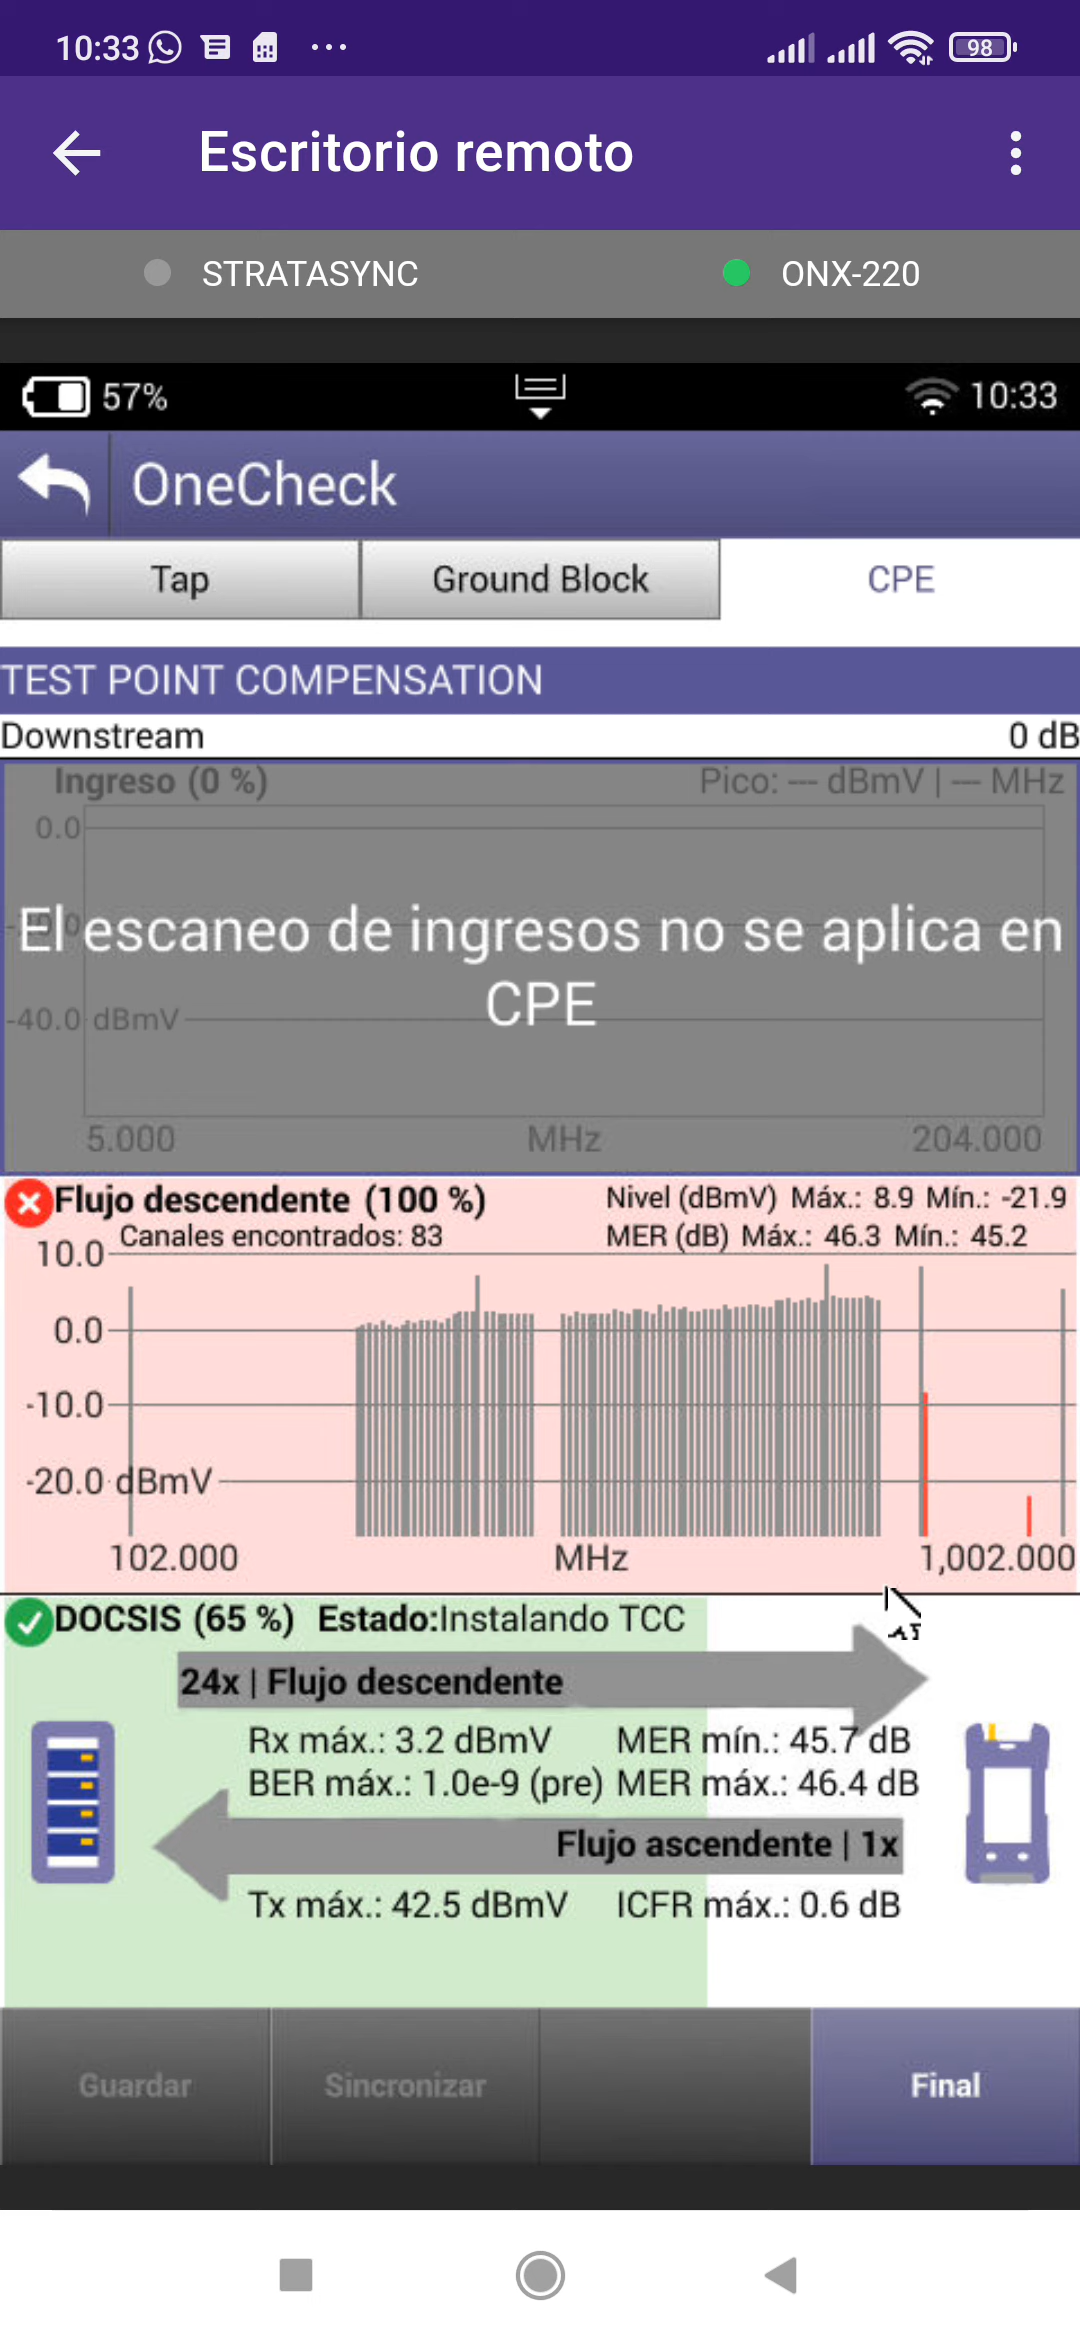 10:33 98
Escritorio remoto
STRATASYNC ONX-220
57% 10:33
OneCheck
Tap Ground Block CPE
TEST POINT COMPENSATION
Downstream 0 dB
Ingreso (0 %) Pico: --- dBmV | --- MHz
0.0
El escaneo de ingresos no se aplica en
CPE
-40.0 dBmV
5.000 MHz 204.000
Flujo descendente (100 %) Nivel (dBmV) Máx.: 8.9 Mín.: -21.9
Canales encontrados: 83 MER (dB) Máx.: 46.3 Mín.: 45.2
10.0
0.0
-10.0
-20.0 dBmV
102.000 MHz 1,002.000
DOCSIS (65 %) Estado:Instalando TCC
24x | Flujo descendente
Rx máx.: 3.2 dBmV MER mín.: 45.7 dB
BER máx.: 1.0e-9 (pre) MER máx.: 46.4 dB
Flujo ascendente | 1x
Tx máx.: 42.5 dBmV ICFR máx.: 0.6 dB
Guardar Sincronizar Final